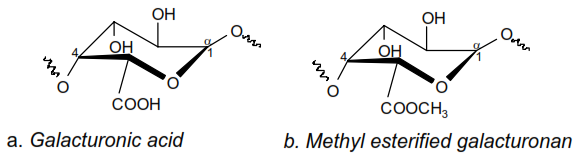 OH OH
O O
α α
4 OH 1 4 OH 1
O O O O
COOH COOCH₃
a. Galacturonic acid b. Methyl esterified galacturonan